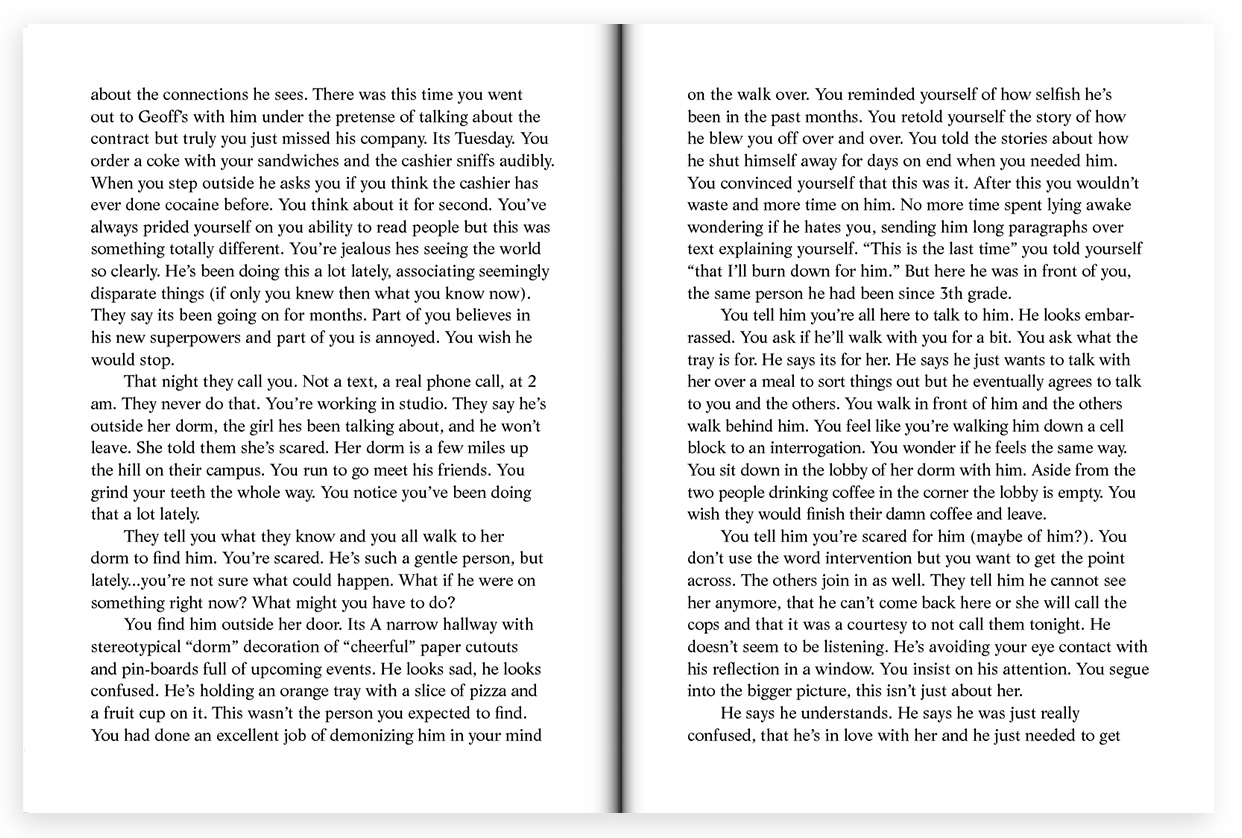 about the connections he sees. There was this time you went
out to Geoff's with him under the pretense of talking about the
contract but truly you just missed his company. Its Tuesday. You
order a coke with your sandwiches and the cashier sniffs audibly.
When you step outside he asks you if you think the cashier has
ever done cocaine before. You think about it for second. You've
always prided yourself on you ability to read people but this was
something totally different. You're jealous hes seeing the world
so clearly. He's been doing this a lot lately, associating seemingly
disparate things (if only you knew then what you know now).
They say its been going on for months. Part of you believes in
his new superpowers and part of you is annoyed. You wish he
would stop.
That night they call you. Not a text, a real phone call, at 2
am. They never do that. You're working in studio. They say he's
outside her dorm, the girl hes been talking about, and he won't
leave. She told them she's scared. Her dorm is a few miles up
the hill on their campus. You run to go meet his friends. You
grind your teeth the whole way. You notice you've been doing
that a lot lately.
They tell you what they know and you all walk to her
dorm to find him. You're scared. He's such a gentle person, but
lately...you're not sure what could happen. What if he were on
something right now? What might you have to do?
You find him outside her door. Its A narrow hallway with
stereotypical “dorm” decoration of “cheerful” paper cutouts
and pin-boards full of upcoming events. He looks sad, he looks
confused. He's holding an orange tray with a slice of pizza and
a fruit cup on it. This wasn't the person you expected to find.
You had done an excellent job of demonizing him in your mind
on the walk over. You reminded yourself of how selfish he's
been in the past months. You retold yourself the story of how
he blew you off over and over. You told the stories about how
he shut himself away for days on end when you needed him.
You convinced yourself that this was it. After this you wouldn't
waste and more time on him. No more time spent lying awake
wondering if he hates you, sending him long paragraphs over
text explaining yourself. “This is the last time” you told yourself
“that I'll burn down for him.” But here he was in front of you,
the same person he had been since 3th grade.
You tell him you're all here to talk to him. He looks embar-
rassed. You ask if he'll walk with you for a bit. You ask what the
tray is for. He says its for her. He says he just wants to talk with
her over a meal to sort things out but he eventually agrees to talk
to you and the others. You walk in front of him and the others
walk behind him. You feel like you're walking him down a cell
block to an interrogation. You wonder if he feels the same way.
You sit down in the lobby of her dorm with him. Aside from the
two people drinking coffee in the corner the lobby is empty. You
wish they would finish their damn coffee and leave.
You tell him you're scared for him (maybe of him?). You
don't use the word intervention but you want to get the point
across. The others join in as well. They tell him he cannot see
her anymore, that he can't come back here or she will call the
cops and that it was a courtesy to not call them tonight. He
doesn't seem to be listening. He's avoiding your eye contact with
his reflection in a window. You insist on his attention. You segue
into the bigger picture, this isn't just about her.
He says he understands. He says he was just really
confused, that he's in love with her and he just needed to get